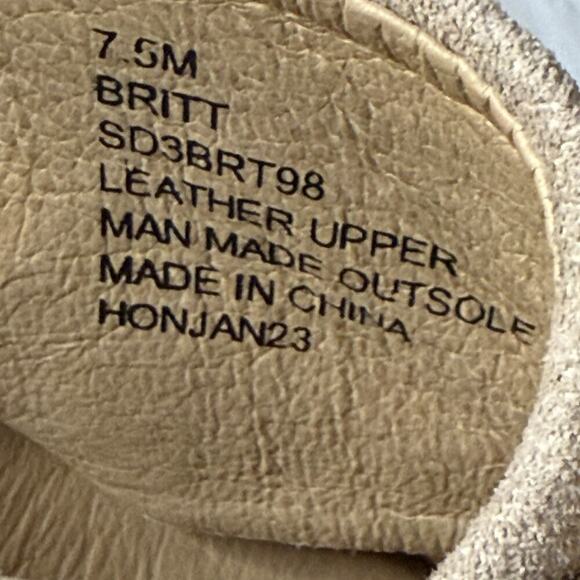 7.5M
BRITT
SD3BRT98
LEATHER UPPER
MAN MADE OUTSOLE
MADE IN CHINA
HONJAN23